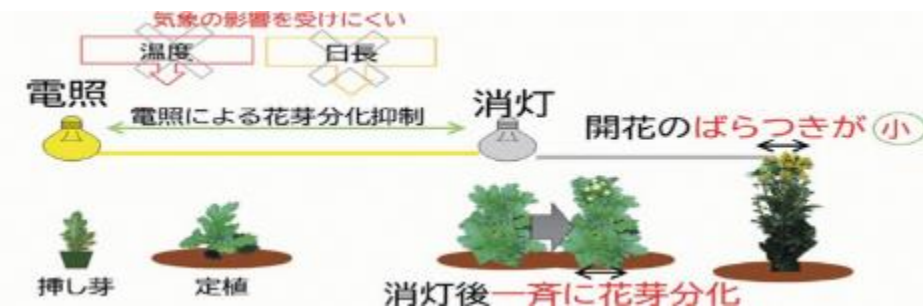 気象の影響を受けにくい
温度
日長
電照
電照による花芽分化抑制
消灯
開花のばらつきが小
挿し芽
定植
消灯後一斉に花芽分化